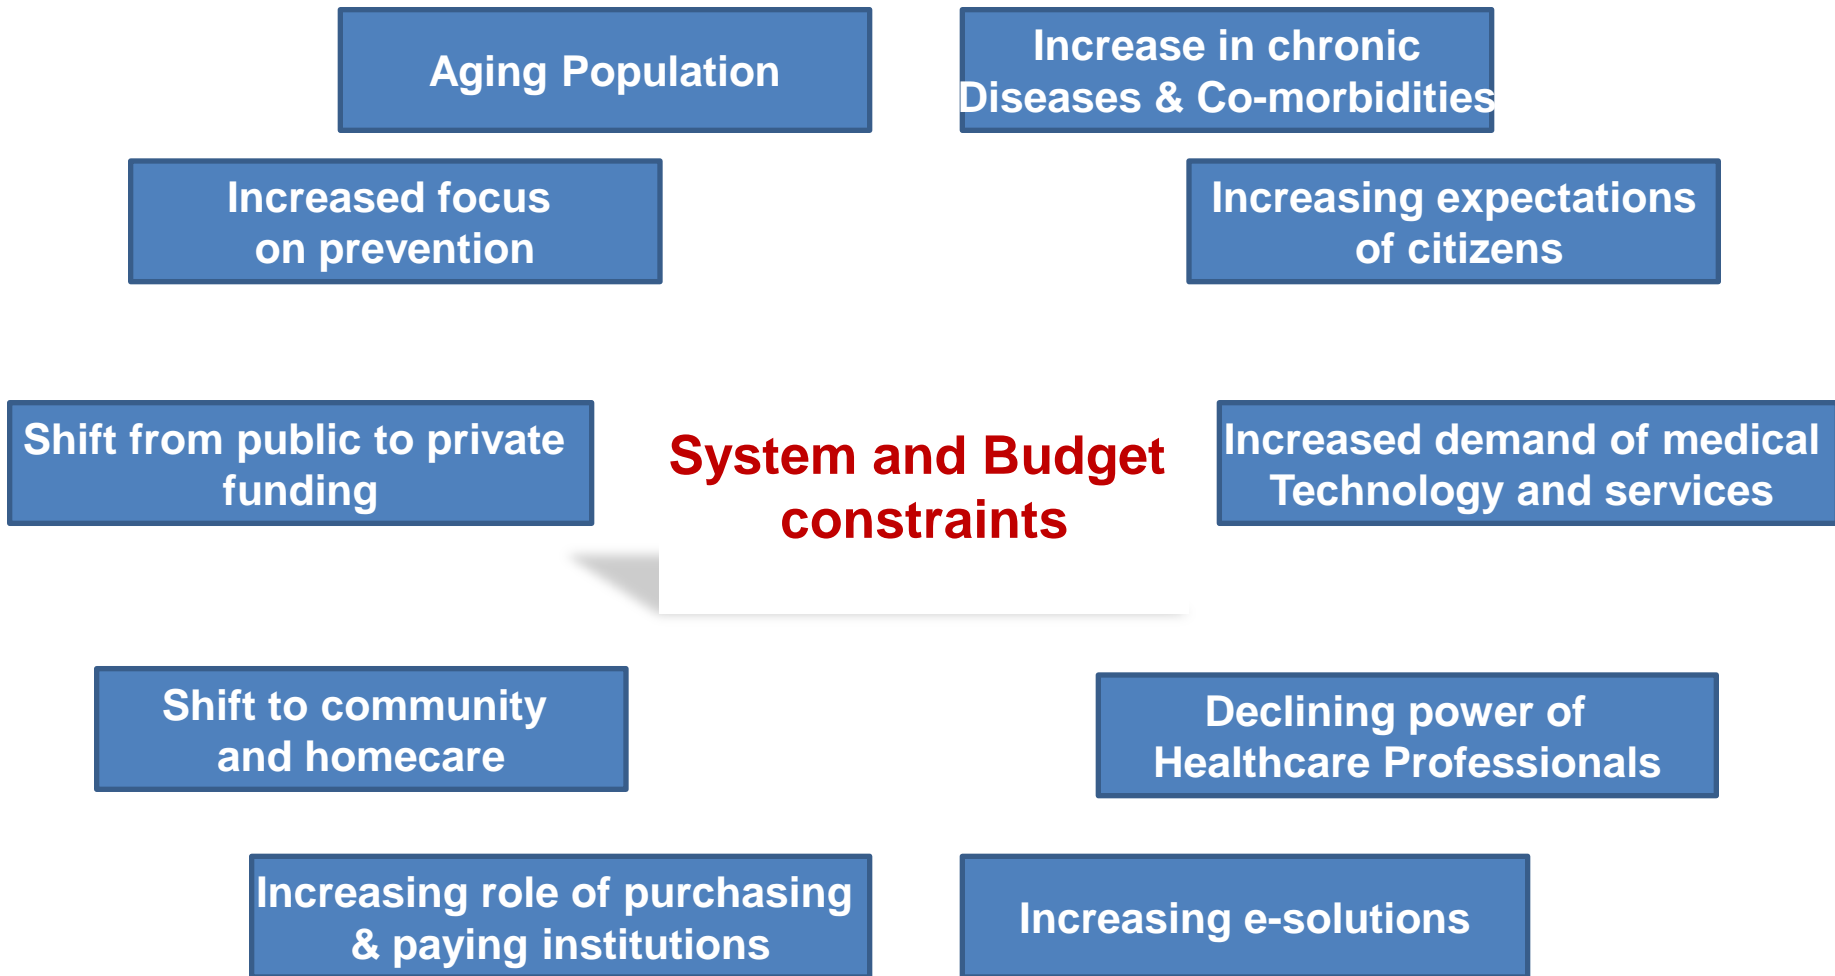 Aging Population
Increase in chronic
Diseases & Co-morbidities
Increased focus
on prevention
Increasing expectations
of citizens
Shift from public to private
funding
System and Budget
constraints
Increased demand of medical
Technology and services
Shift to community
and homecare
Declining power of
Healthcare Professionals
Increasing role of purchasing
& paying institutions
Increasing e-solutions